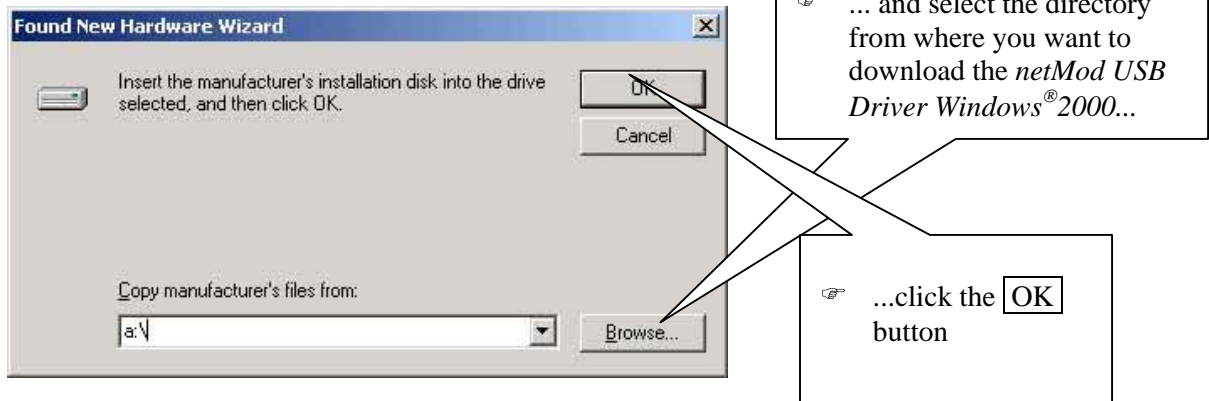 Found New Hardware Wizard
Insert the manufacturer's installation disk into the drive
selected, and then click OK.
OK
Cancel
Copy manufacturer's files from:
a:\
Browse...
☞ ... and select the directory
from where you want to
download the netMod USB
Driver Windows®2000...
☞ ...click the OK
button